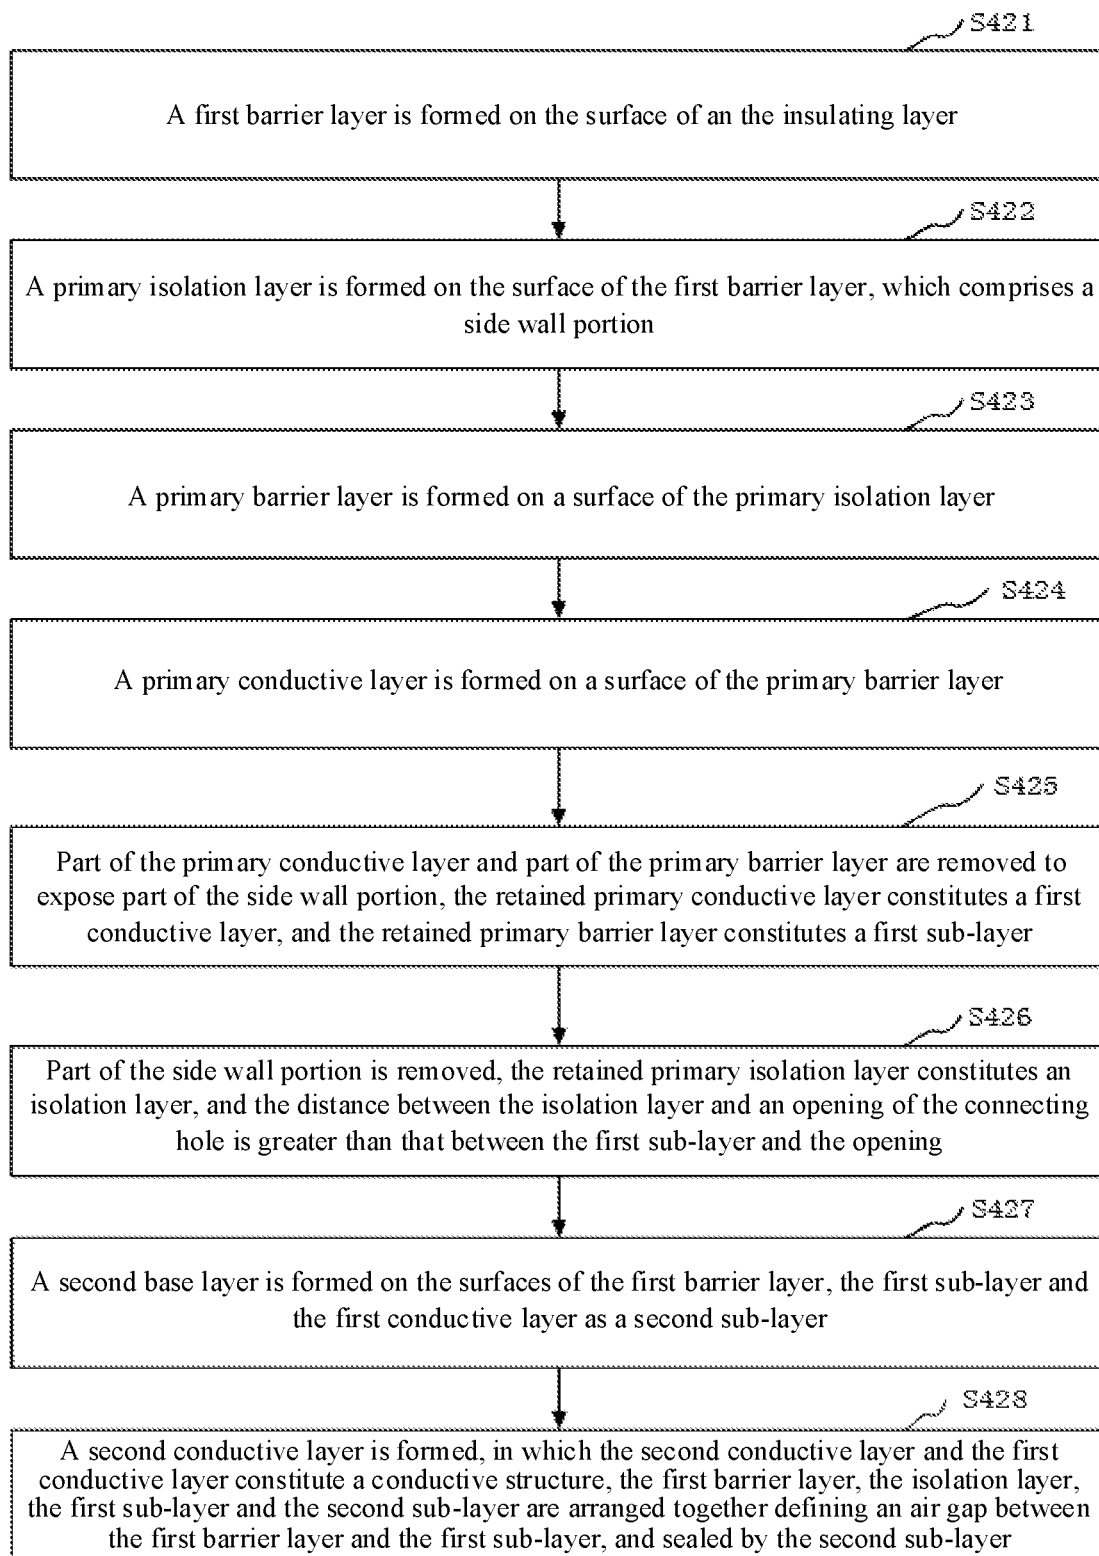 S421
A first barrier layer is formed on the surface of an the insulating layer
S422
A primary isolation layer is formed on the surface of the first barrier layer, which comprises a
side wall portion
S423
A primary barrier layer is formed on a surface of the primary isolation layer
S424
A primary conductive layer is formed on a surface of the primary barrier layer
S425
Part of the primary conductive layer and part of the primary barrier layer are removed to
expose part of the side wall portion, the retained primary conductive layer constitutes a first
conductive layer, and the retained primary barrier layer constitutes a first sub-layer
S426
Part of the side wall portion is removed, the retained primary isolation layer constitutes an
isolation layer, and the distance between the isolation layer and an opening of the connecting
hole is greater than that between the first sub-layer and the opening
S427
A second base layer is formed on the surfaces of the first barrier layer, the first sub-layer and
the first conductive layer as a second sub-layer
S428
A second conductive layer is formed, in which the second conductive layer and the first
conductive layer constitute a conductive structure, the first barrier layer, the isolation layer,
the first sub-layer and the second sub-layer are arranged together defining an air gap between
the first barrier layer and the first sub-layer, and sealed by the second sub-layer